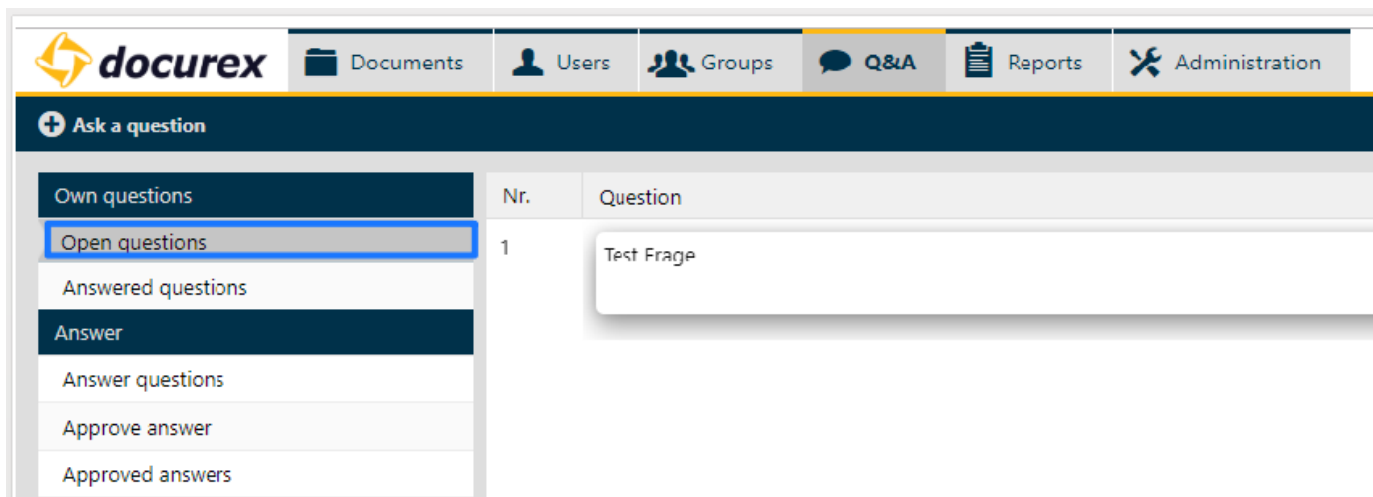 docurex Documents Users Groups Q&A Reports Administration
Ask a question
Own questions
Nr. Question
Open questions
1 Test Frage
Answered questions
Answer
Answer questions
Approve answer
Approved answers